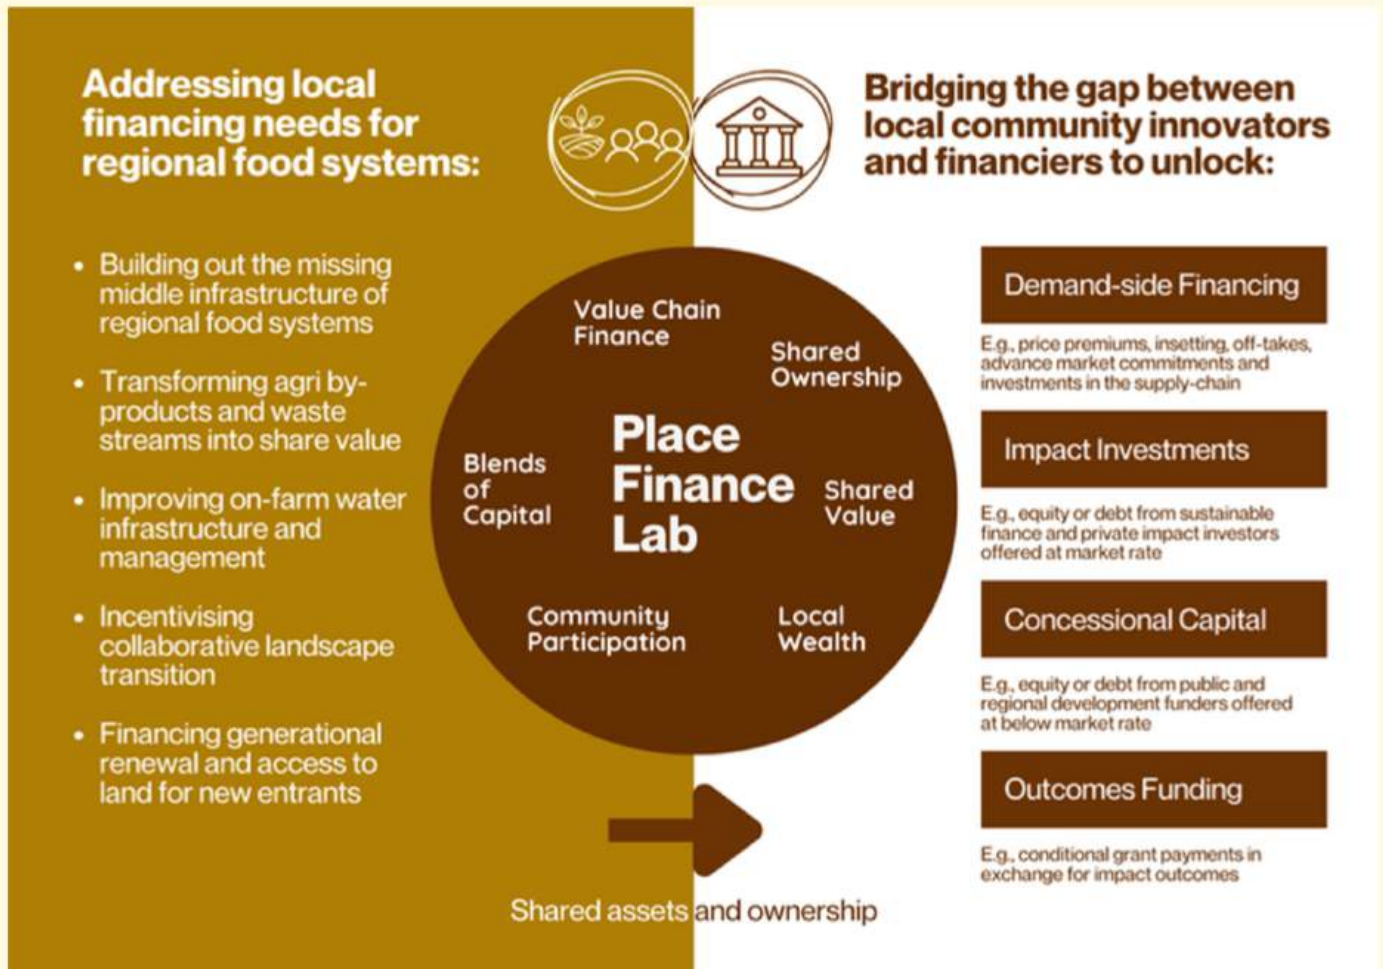 Addressing local
financing needs for
regional food systems:
• Building out the missing
middle infrastructure of
regional food systems
• Transforming agri by-
products and waste
streams into share value
• Improving on-farm water
infrastructure and
management
• Incentivising
collaborative landscape
transition
• Financing generational
renewal and access to
land for new entrants
Value Chain
Finance
Shared
Ownership
Place
Finance
Lab
Blends
of
Capital
Shared
Value
Community
Participation
Local
Wealth
Shared assets and ownership
Bridging the gap between
local community innovators
and financiers to unlock:
Demand-side Financing
E.g., price premiums, insetting, off-takes,
advance market commitments and
investments in the supply-chain
Impact Investments
E.g., equity or debt from sustainable
finance and private impact investors
offered at market rate
Concessional Capital
E.g., equity or debt from public and
regional development funders offered
at below market rate
Outcomes Funding
E.g., conditional grant payments in
exchange for impact outcomes